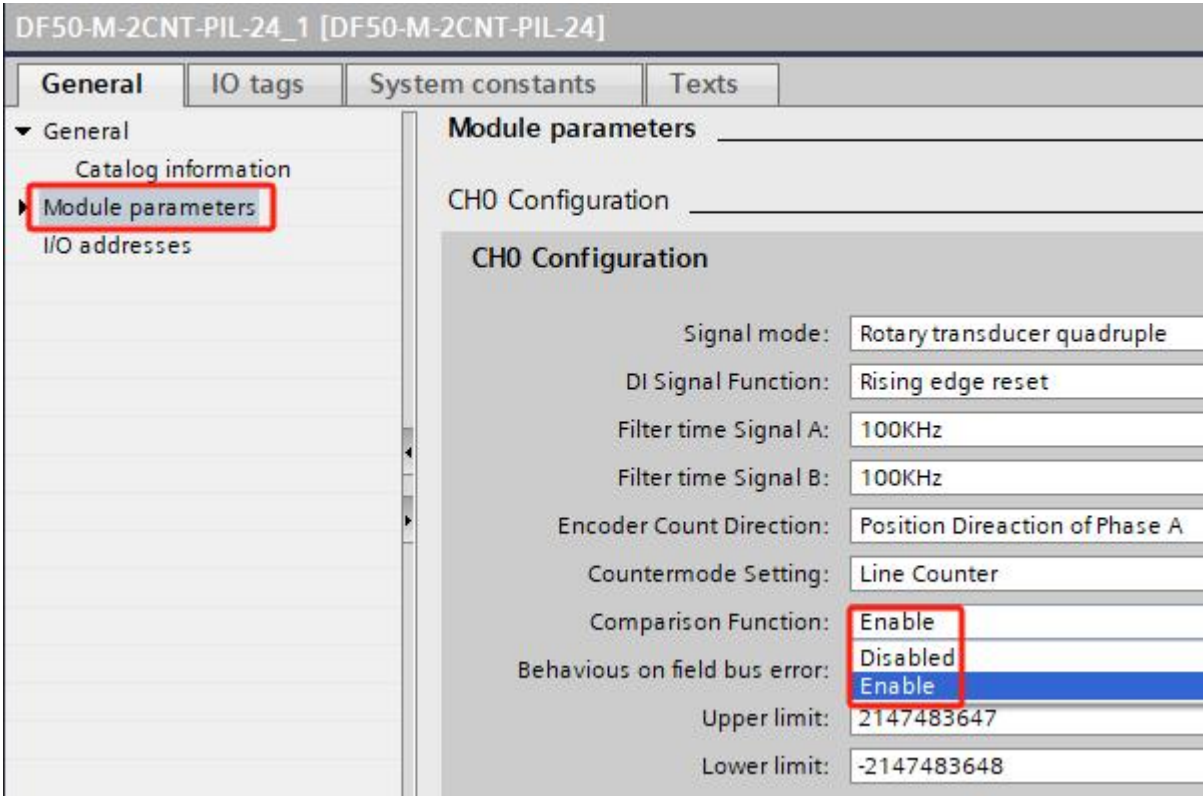 DF50-M-2CNT-PIL-24_1 [DF50-M-2CNT-PIL-24]
General IO tags System constants Texts
General
Catalog information
Module parameters
I/O addresses
Module parameters
CH0 Configuration
CH0 Configuration
Signal mode: Rotary transducer quadruple
DI Signal Function: Rising edge reset
Filter time Signal A: 100KHz
Filter time Signal B: 100KHz
Encoder Count Direction: Position Direaction of Phase A
Countermode Setting: Line Counter
Comparison Function: Enable
Disabled
Behavious on field bus error:
Enable
Upper limit: 2147483647
Lower limit: -2147483648